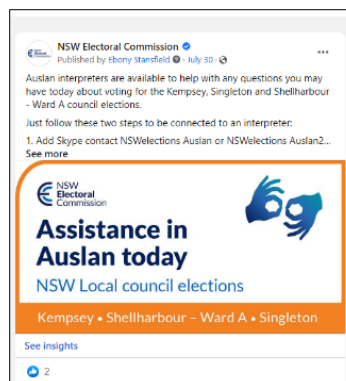 NSW Electoral Commission
Published by Ebony Stansfield · July 30 ·
Auslan interpreters are available to help with any questions you may
have today about voting for the Kempsey, Singleton and Shellharbour
- Ward A council elections.
Just follow these two steps to be connected to an interpreter:
1. Add Skype contact NSWelections Auslan or NSWelections Auslan2...
See more
NSW
Electoral
Commission
Assistance in
Auslan today
NSW Local council elections
Kempsey • Shellharbour – Ward A • Singleton
See insights
2